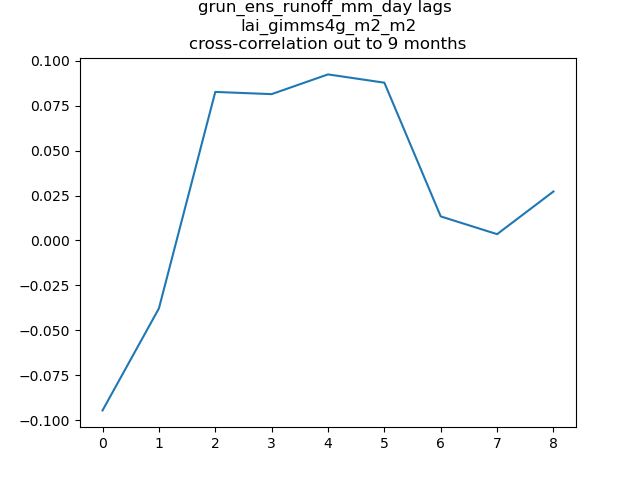 grun_ens_runoff_mm_day lags
lai_gimms4g_m2_m2
cross-correlation out to 9 months
0.100
0.075
0.050
0.025
0.000
−0.025
−0.050
−0.075
−0.100
0 1 2 3 4 5 6 7 8